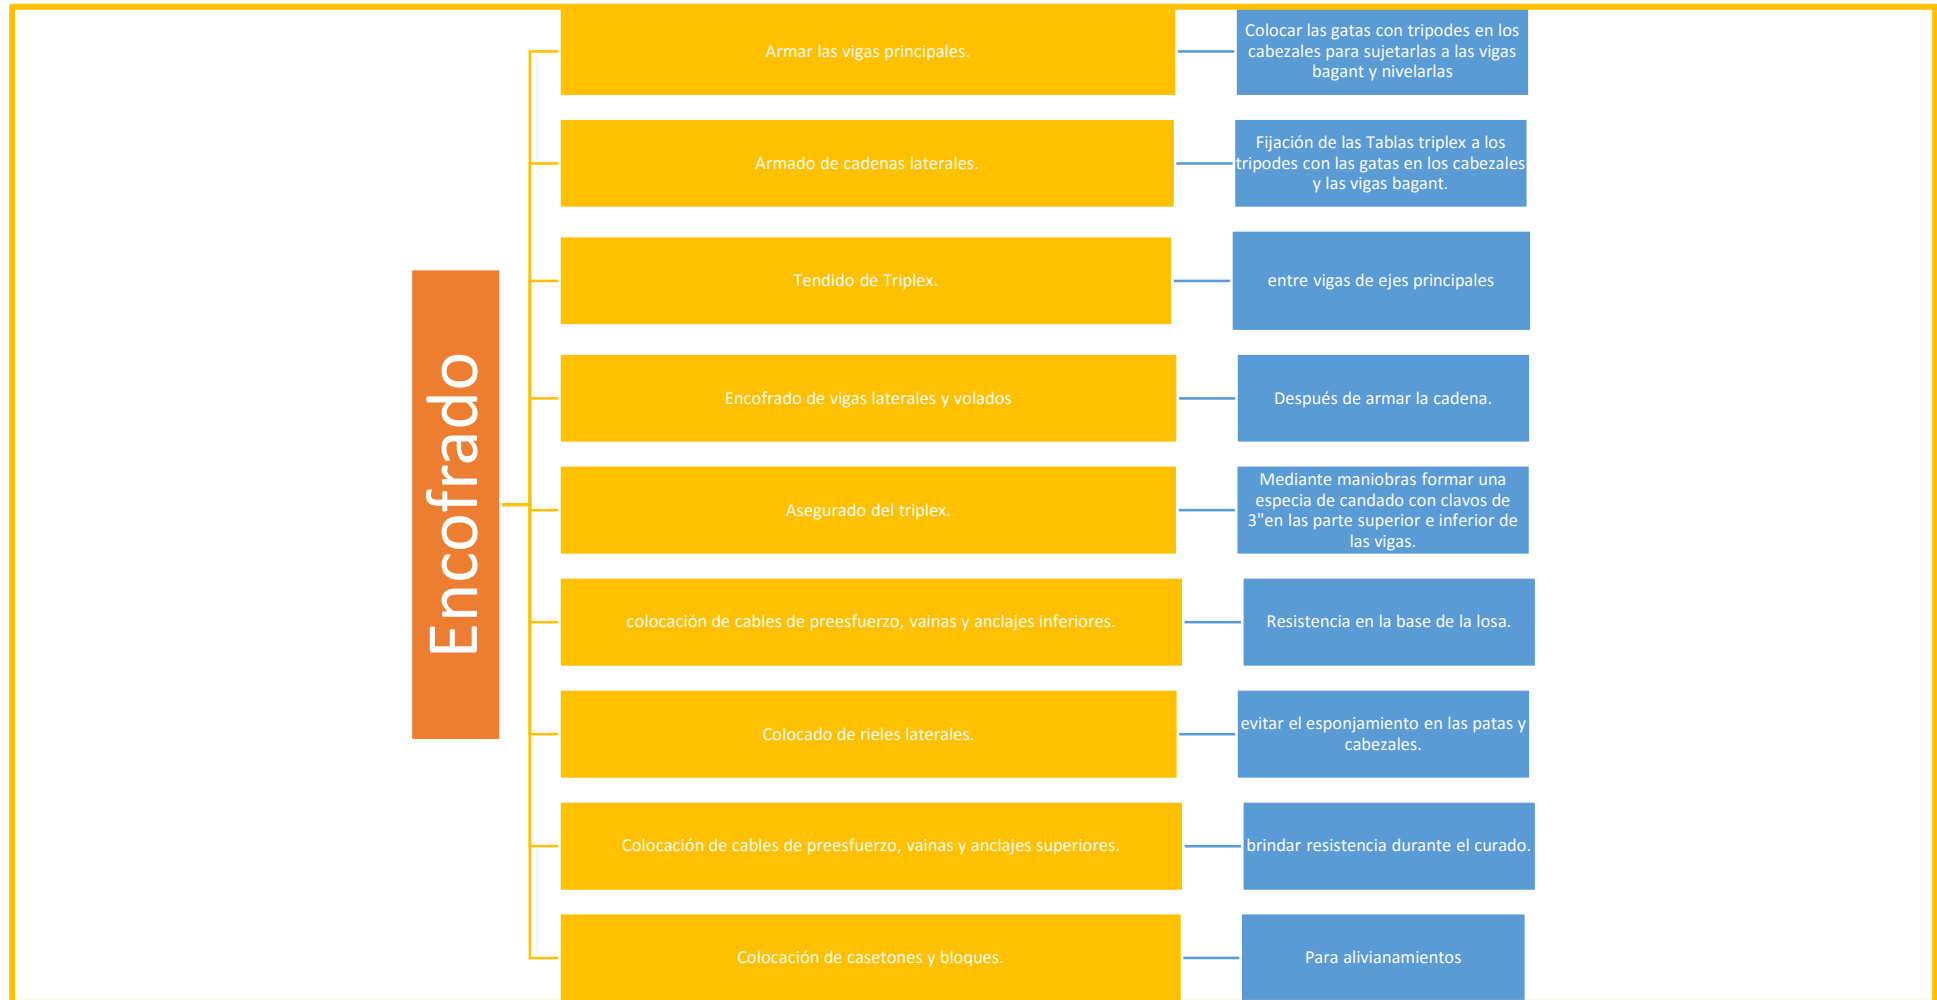 Encofrado
Armar las vigas principales.
Colocar las gatas con tripodes en los
cabezales para sujetarlas a las vigas
bagant y nivelarlas
Armado de cadenas laterales.
Fijación de las Tablas triplex a los
tripodes con las gatas en los cabezales
y las vigas bagant.
Tendido de Triplex.
entre vigas de ejes principales
Encofrado de vigas laterales y volados
Después de armar la cadena.
Asegurado del triplex.
Mediante maniobras formar una
especia de candado con clavos de
3"en las parte superior e inferior de
las vigas.
colocación de cables de preesfuerzo, vainas y anclajes inferiores.
Resistencia en la base de la losa.
Colocado de rieles laterales.
evitar el esponjamiento en las patas y
cabezales.
Colocación de cables de preesfuerzo, vainas y anclajes superiores.
brindar resistencia durante el curado.
Colocación de casetones y bloques.
Para alivianamientos